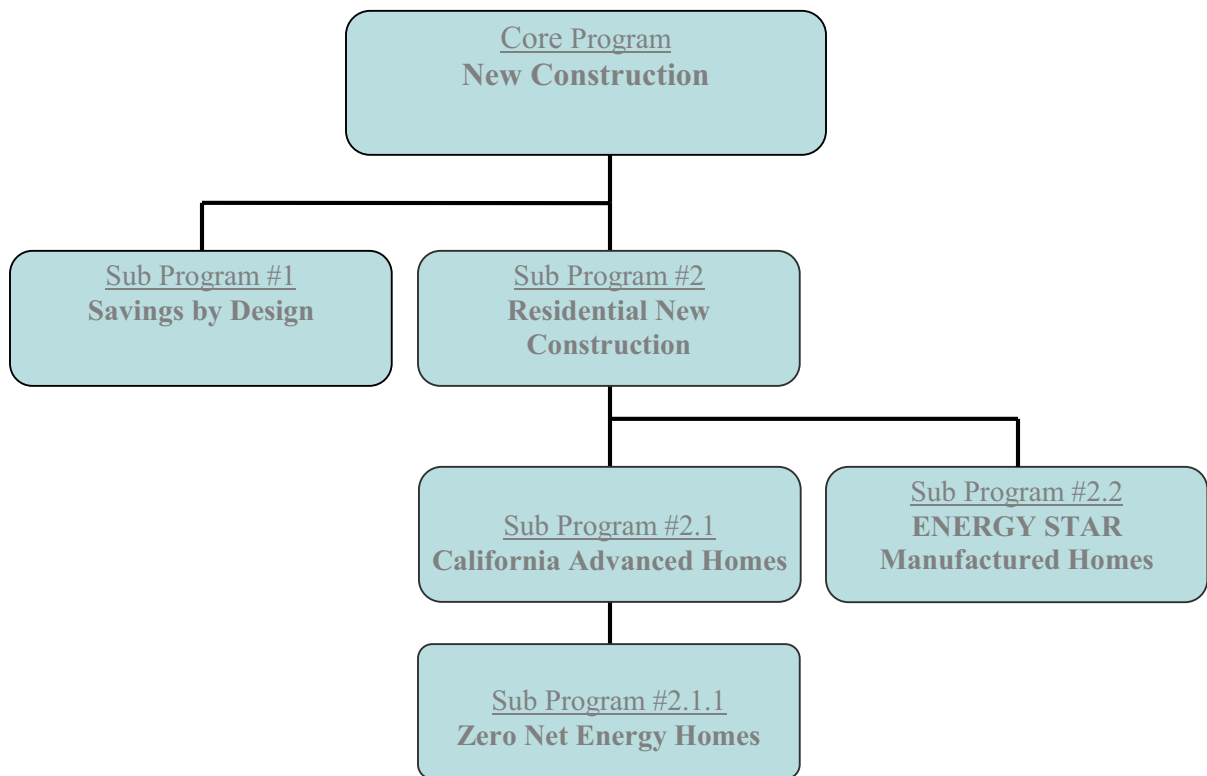 Core Program
New Construction
Sub Program #1
Savings by Design
Sub Program #2
Residential New
Construction
Sub Program #2.1
California Advanced Homes
Sub Program #2.2
ENERGY STAR
Manufactured Homes
Sub Program #2.1.1
Zero Net Energy Homes